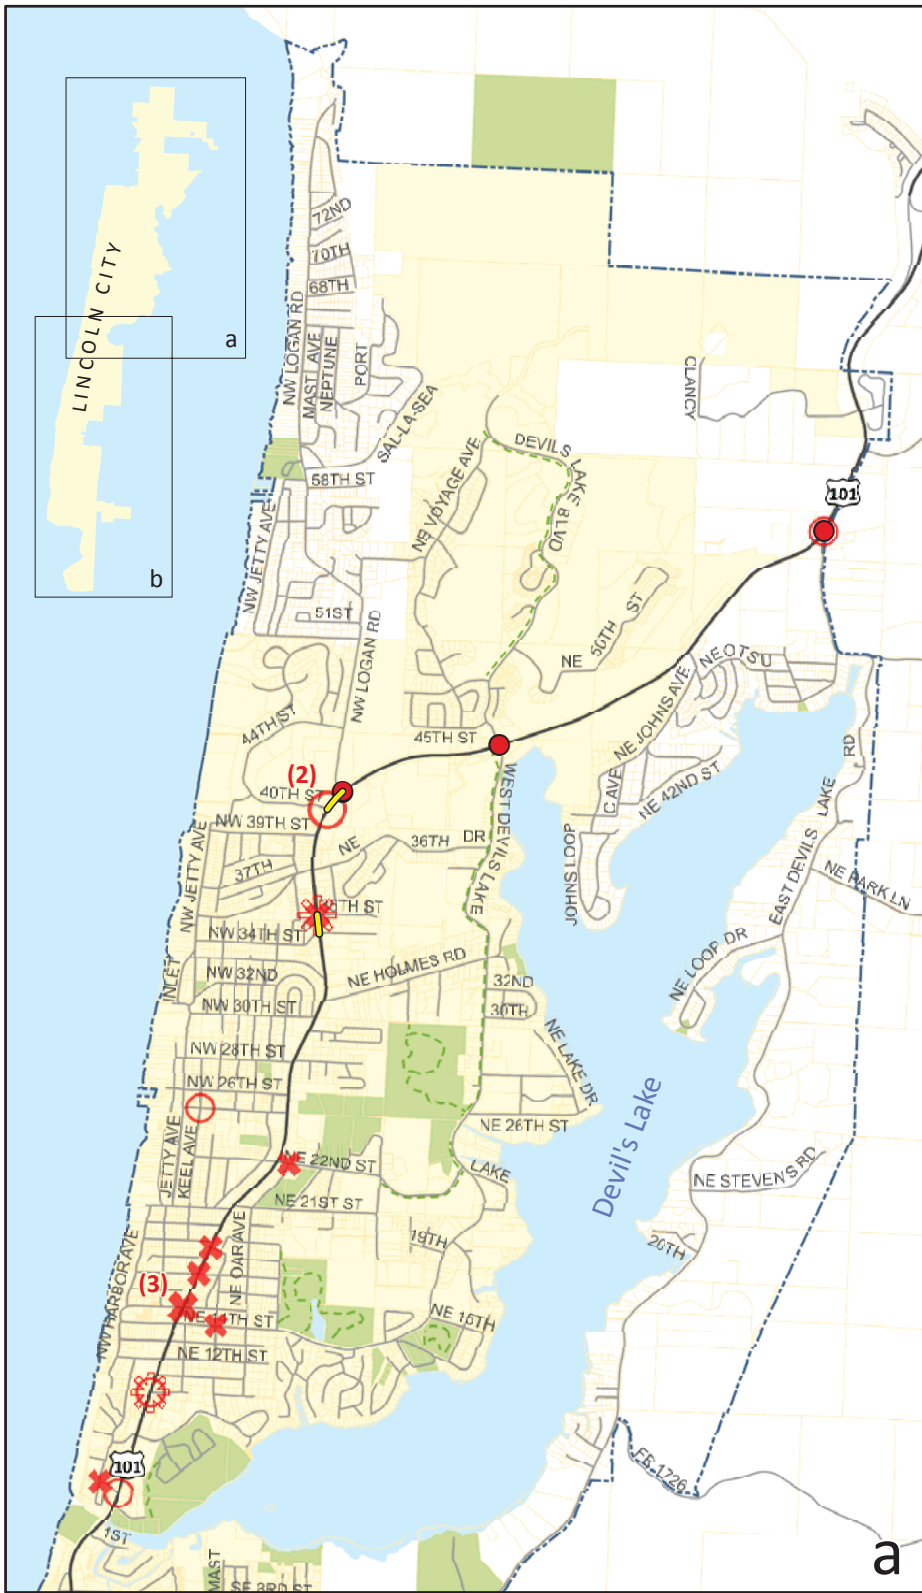 72ND
70TH
68TH
NW LOGAN RD
MAST AVE
NEPTUNE
PORT
SAL-LA-SEA
58TH ST
LINCOLN CITY
a
b
CLANCY
DEVILS
LAKE BLVD
NE VOYAGE AVE
101
NW JETTY AVE
51ST
NW LOGAN RD
NE
50TH ST
NEOTSU
NE JOHNS AVE
44TH ST
45TH ST
(2)
40TH ST
NW 39TH ST
C AVE
NE 42ND ST
WEST DEVILS LAKE
DR
NE
36TH
37TH
JOHNS LOOP
EAST DEVILS LAKE
RD
NE PARK LN
NW JETTY AVE
TH ST
NW 34TH ST
NE LOOP DR
INLET
NW 32ND
NE HOLMES RD
32ND
NW 30TH ST
30TH
NE LAKE DR
NW 28TH ST
NW 26TH ST
NE 26TH ST
Devil's Lake
JETTY AVE
KEEL AVE
NE 22ND ST
LAKE
NE STEVENS RD
NE 21ST ST
19TH
26TH
NW HARBOR AVE
NE OAR AVE
(3)
NE 14TH ST
NE 15TH
NE 12TH ST
101
FR 1726
1ST
MAST
SE 3RD ST
a